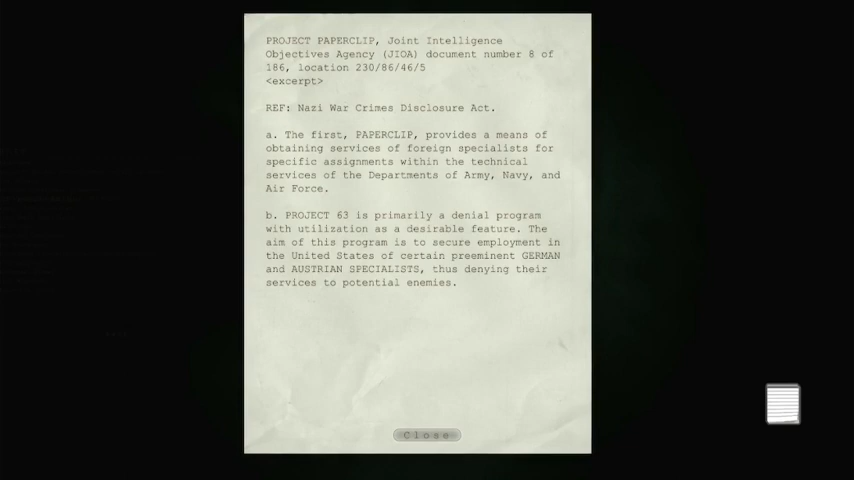 PROJECT PAPERCLIP, Joint Intelligence
Objectives Agency (JIOA) document number 8 of
186, location 230/86/46/5
<excerpt>
REF: Nazi War Crimes Disclosure Act.
a. The first, PAPERCLIP, provides a means of
obtaining services of foreign specialists for
specific assignments within the technical
services of the Departments of Army, Navy, and
Air Force.
b. PROJECT 63 is primarily a denial program
with utilization as a desirable feature. The
aim of this program is to secure employment in
the United States of certain preeminent GERMAN
and AUSTRIAN SPECIALISTS, thus denying their
services to potential enemies.
Close